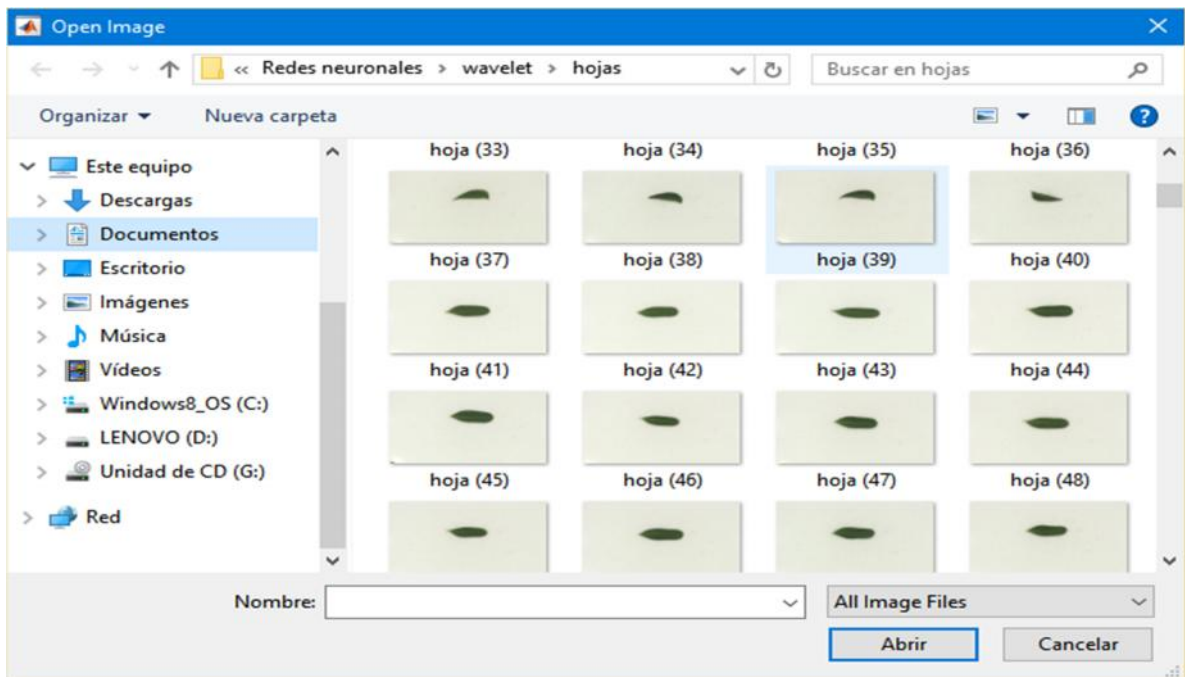 Open Image
« Redes neuronales > wavelet > hojas
Buscar en hojas
Organizar
Nueva carpeta
?
Este equipo
Descargas
Documentos
Escritorio
Imágenes
Música
Vídeos
Windows8_OS (C:)
LENOVO (D:)
Unidad de CD (G:)
Red
hoja (33) hoja (34) hoja (35) hoja (36)
hoja (37) hoja (38) hoja (39) hoja (40)
hoja (41) hoja (42) hoja (43) hoja (44)
hoja (45) hoja (46) hoja (47) hoja (48)
Nombre:
All Image Files
Abrir
Cancelar